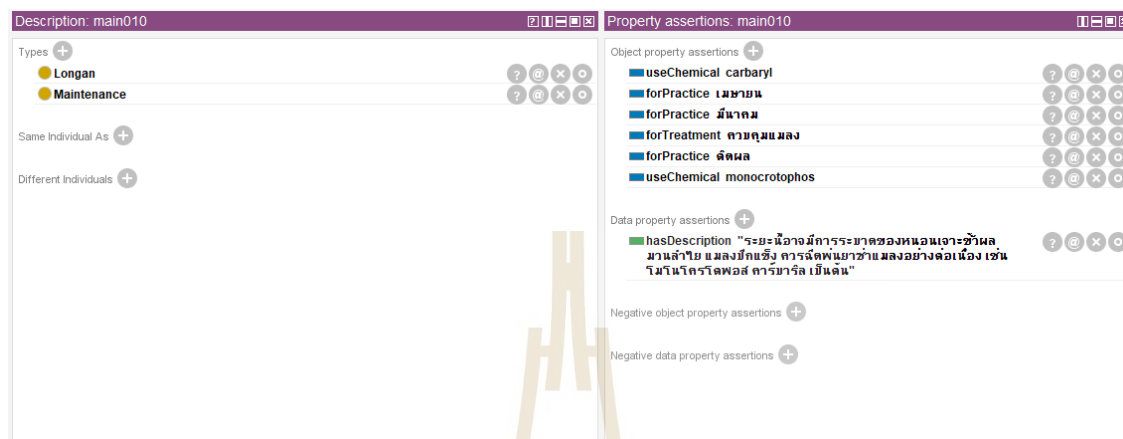 Description: main010
Types
Longan
Maintenance
Same Individual As
Different Individuals
Property assertions: main010
Object property assertions
useChemical carbaryl
forPractice เมษายน
forPractice มีนาคม
forTreatment ควบคุมแมลง
forPractice ติดผล
useChemical monocrotophos
Data property assertions
hasDescription "ระยะนี้อาจมีการระบาดของหนอนเจาะขั้วผล
มวนลำไย แมลงปีกแข็ง ควรฉีดพ่นยาฆ่าแมลงอย่างต่อเนื่อง เช่น
โมโนโครโตฟอส คาร์บาริล เป็นต้น"
Negative object property assertions
Negative data property assertions